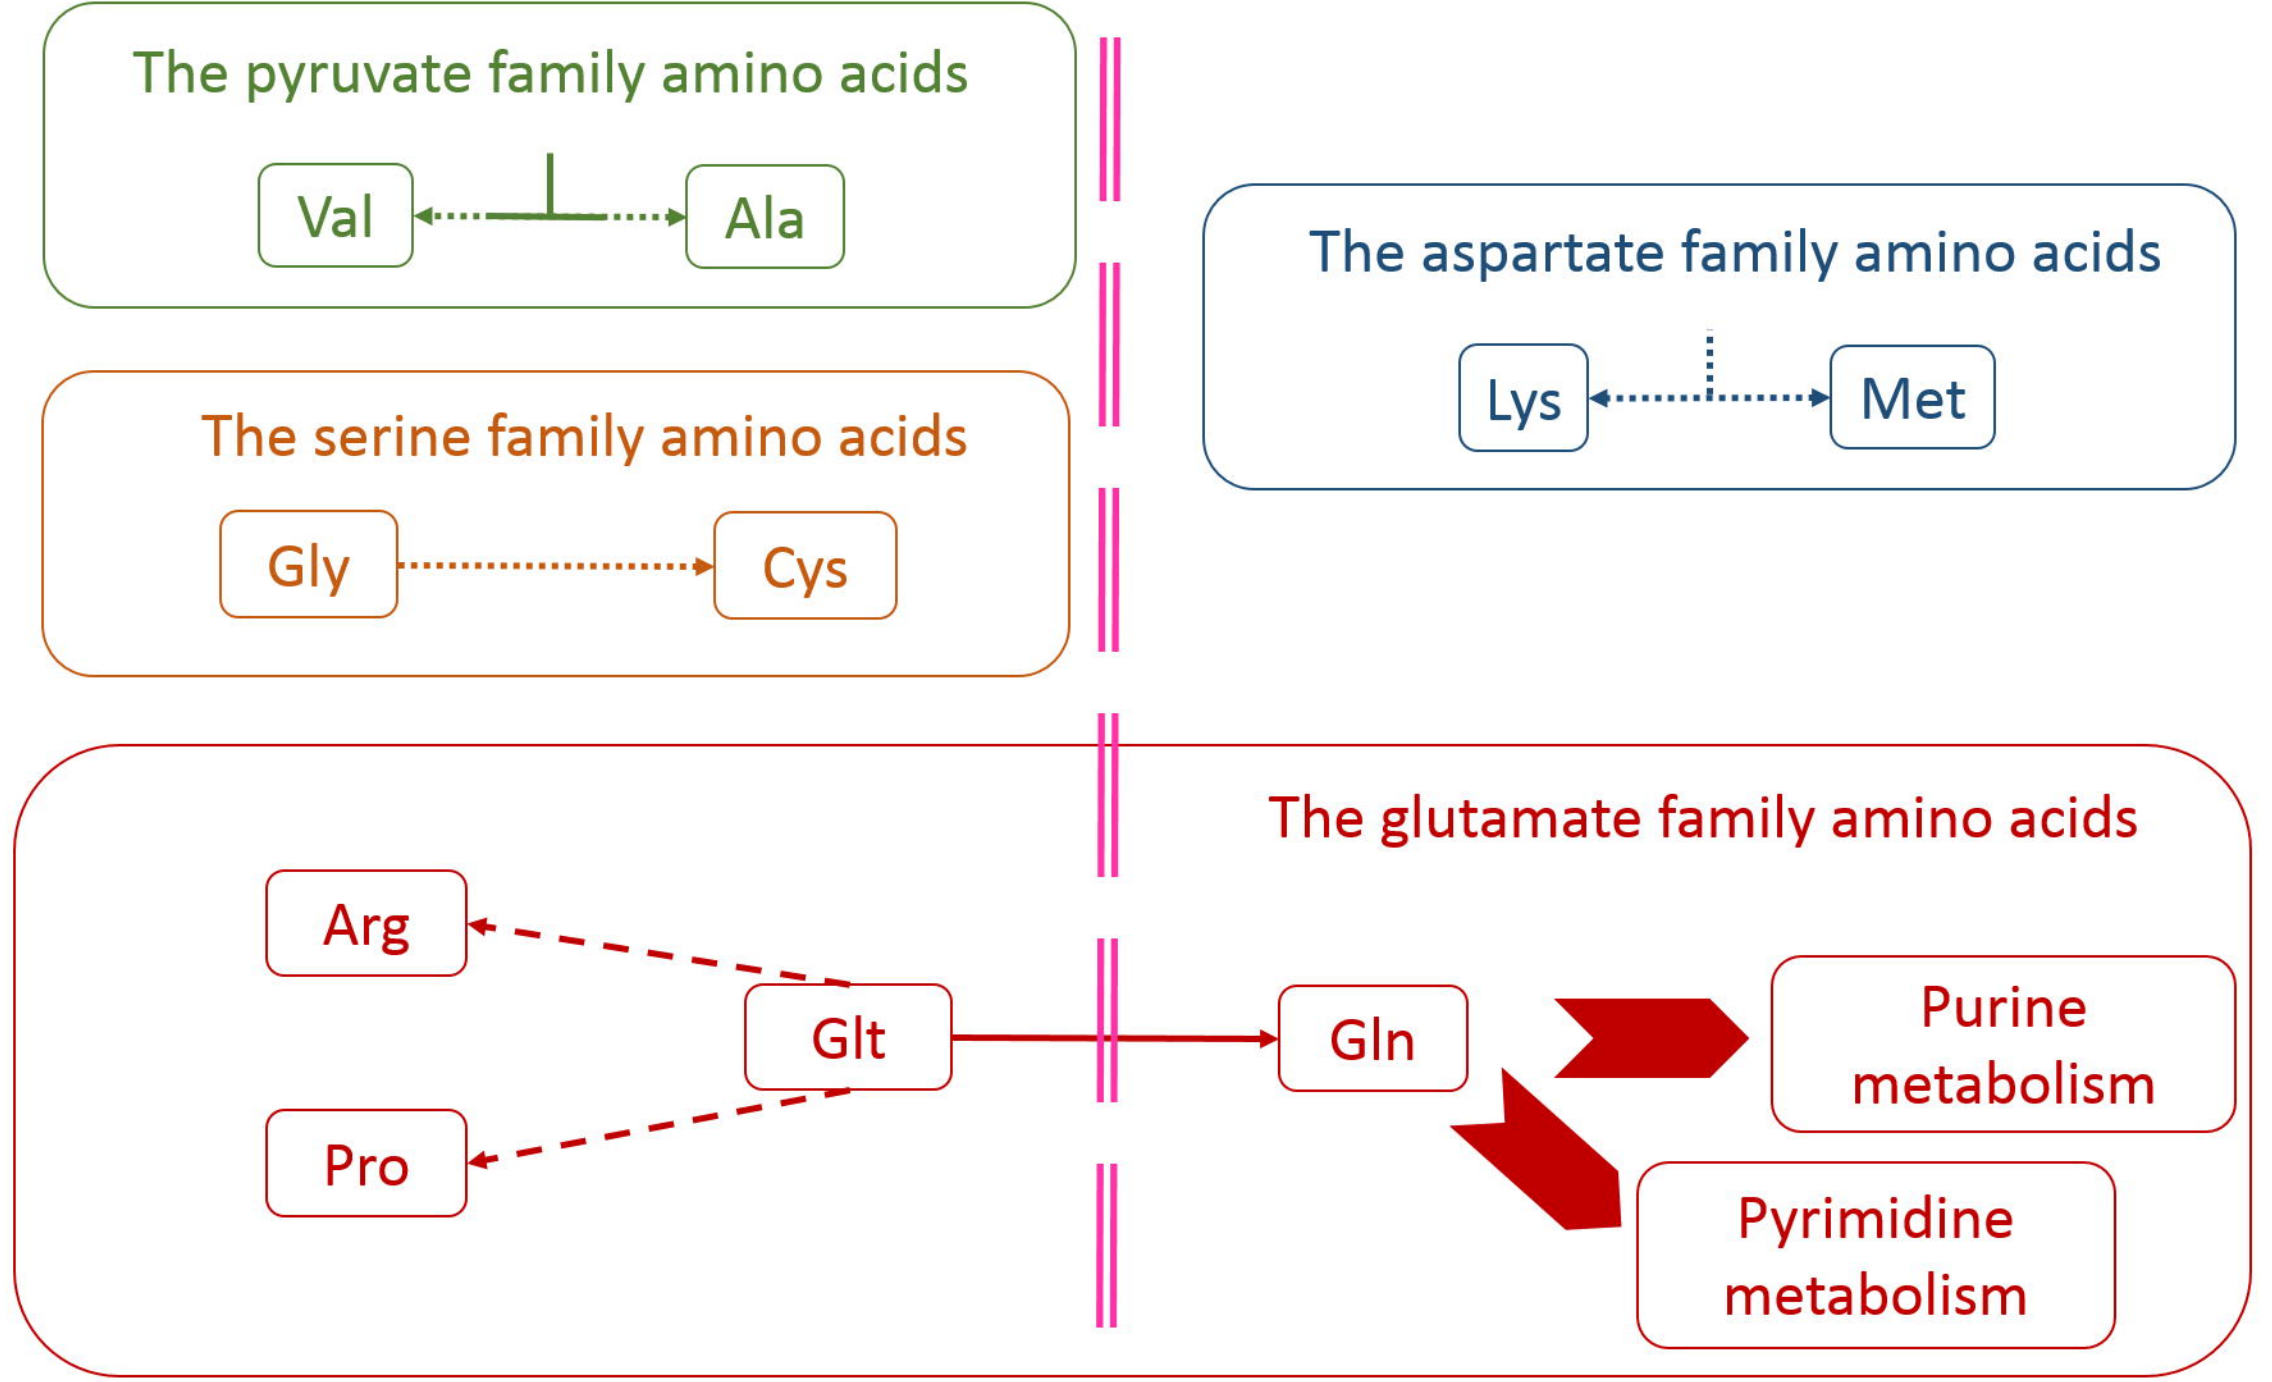 The pyruvate family amino acids
Val
Ala
The aspartate family amino acids
Lys
Met
The serine family amino acids
Gly
Cys
The glutamate family amino acids
Arg
Glt
Pro
Gln
Purine
metabolism
Pyrimidine
metabolism